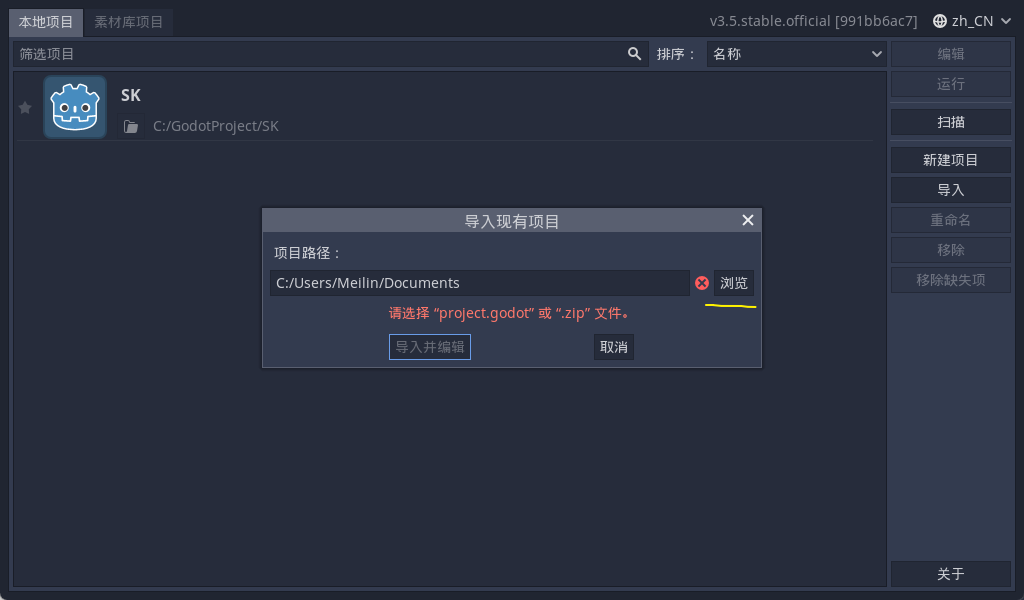 本地项目 素材库项目 v3.5.stable.official [991bb6ac7] zh_CN
筛选项目 排序： 名称 编辑
运行
SK
C:/GodotProject/SK
扫描
新建项目
导入
重命名
移除
移除缺失项
导入现有项目
项目路径：
C:/Users/Meilin/Documents 浏览
请选择 “project.godot” 或 “.zip” 文件。
导入并编辑 取消
关于